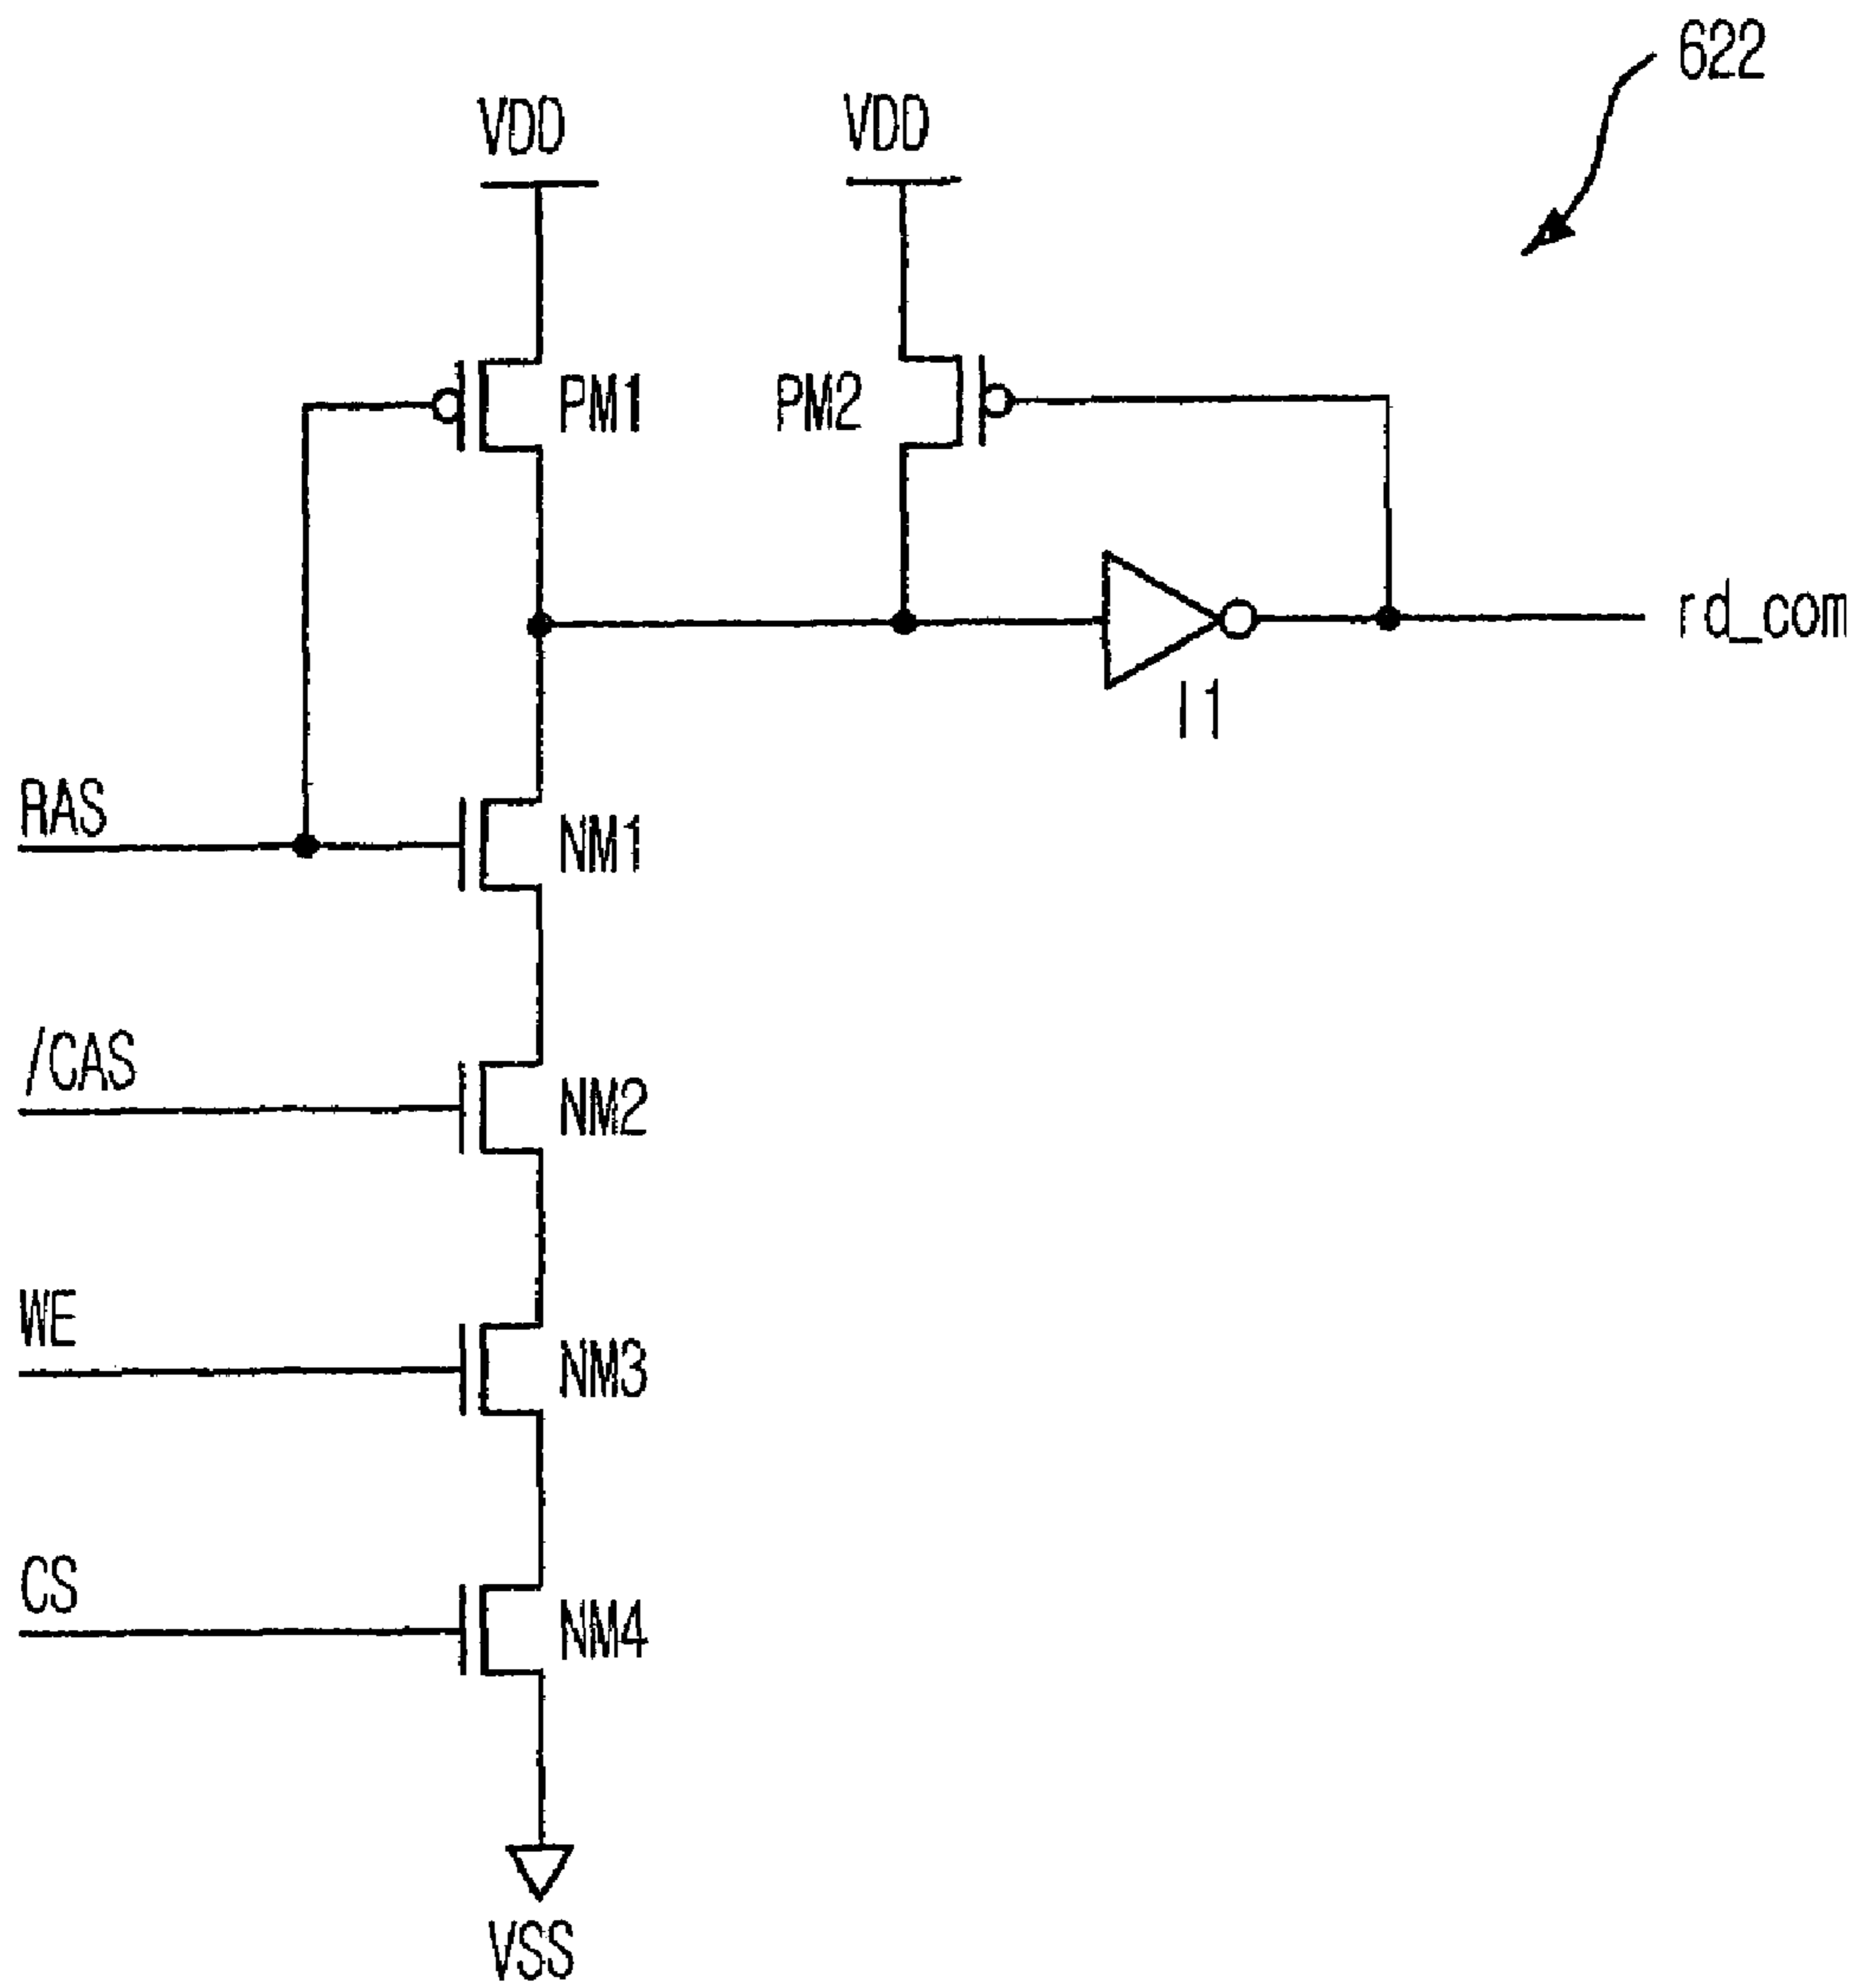 622
VDD
VDD
PM1
PM2
rd_com
I1
RAS
NM1
/CAS
NM2
WE
NM3
CS
NM4
VSS